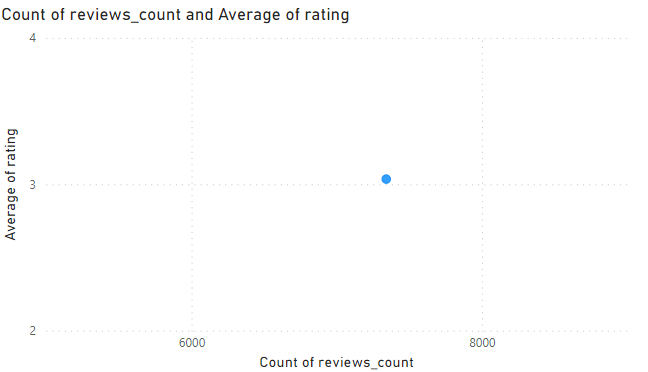 Count of reviews_count and Average of rating
4
3
2
Average of rating
6000
8000
Count of reviews_count